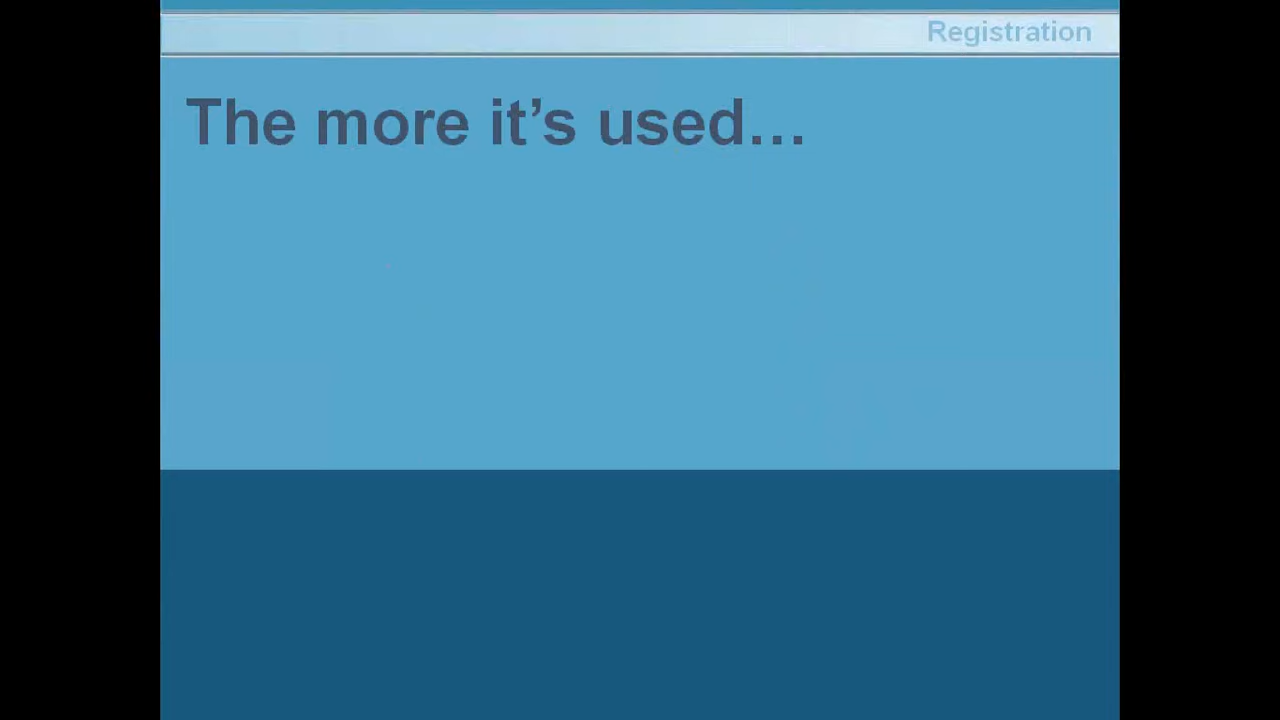 Registration
The more it’s used…